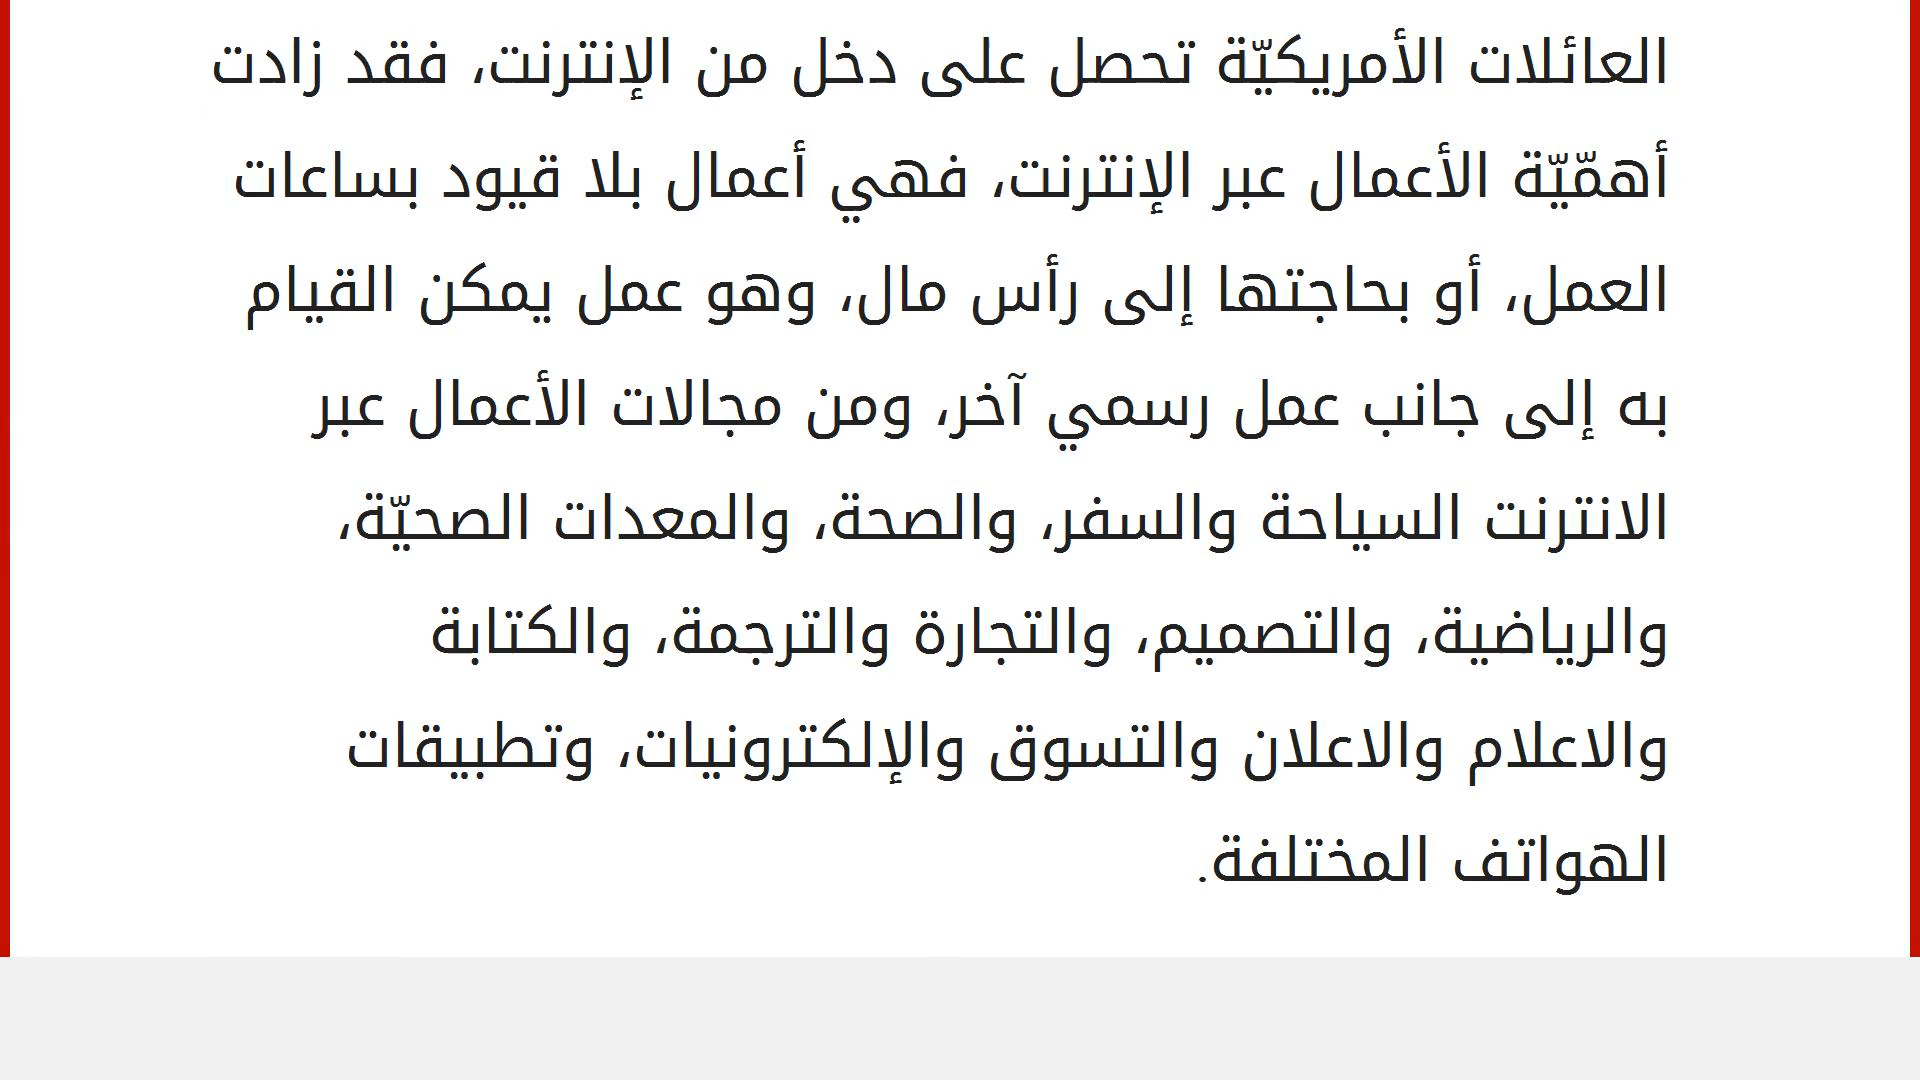 العائلات الأمريكيّة تحصل على دخل من الإنترنت، فقد زادت
أهمّيّة الأعمال عبر الإنترنت، فهي أعمال بلا قيود بساعات
العمل، أو بحاجتها إلى رأس مال، وهو عمل يمكن القيام
به إلى جانب عمل رسمي آخر، ومن مجالات الأعمال عبر
الانترنت السياحة والسفر، والصحة، والمعدات الصحيّة،
والرياضية، والتصميم، والتجارة والترجمة، والكتابة
والاعلام والاعلان والتسوق والإلكترونيات، وتطبيقات
الهواتف المختلفة.